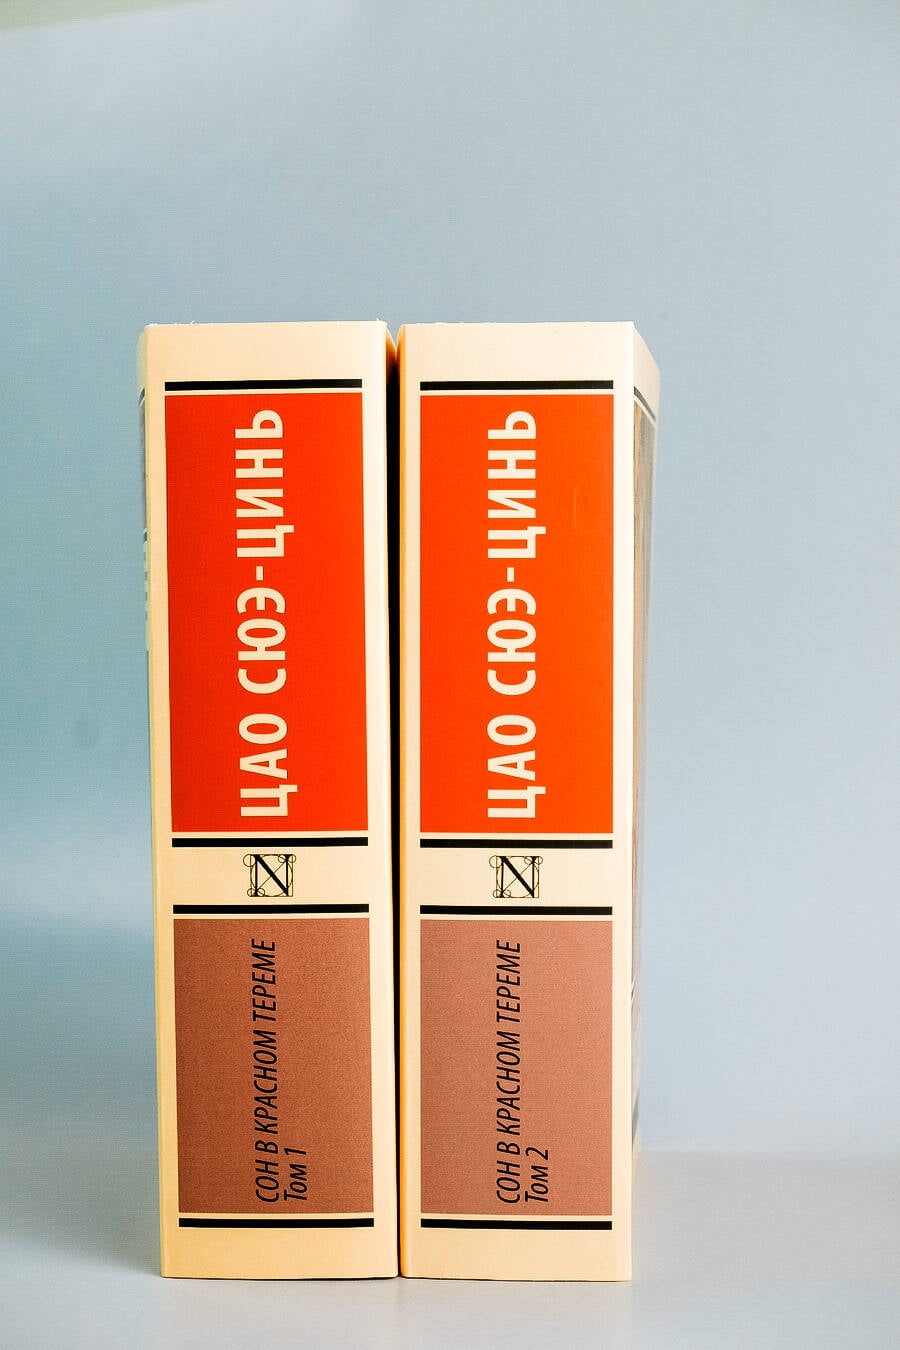 ЦАО СЮЭ-ЦИНЬ
N
СОН В КРАСНОМ ТЕРЕМЕ
Том 1
ЦАО СЮЭ-ЦИНЬ
N
СОН В КРАСНОМ ТЕРЕМЕ
Том 2